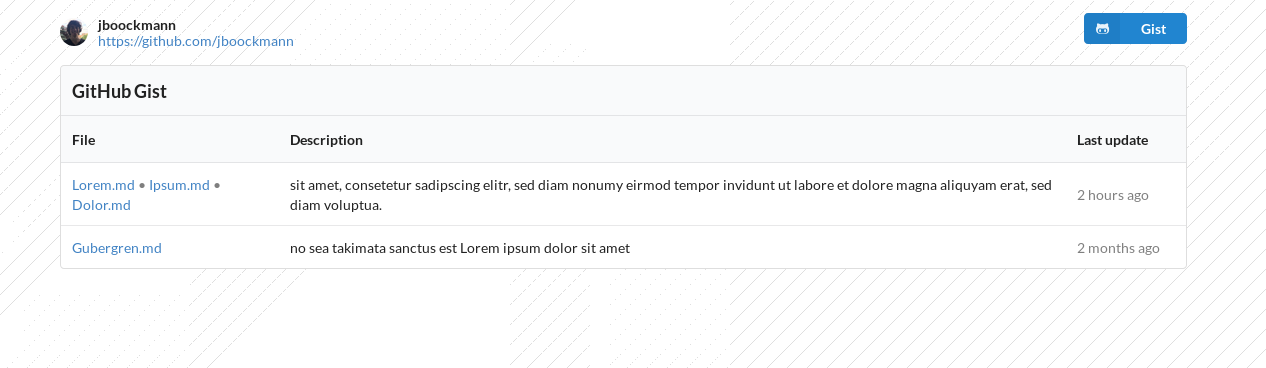 jboockmann
https://github.com/jboockmann
Gist
GitHub Gist
File Description Last update
Lorem.md • Ipsum.md •
Dolor.md
sit amet, consetetur sadipscing elitr, sed diam nonumy eirmod tempor invidunt ut labore et dolore magna aliquyam erat, sed
diam voluptua.
2 hours ago
Gubergren.md no sea takimata sanctus est Lorem ipsum dolor sit amet 2 months ago